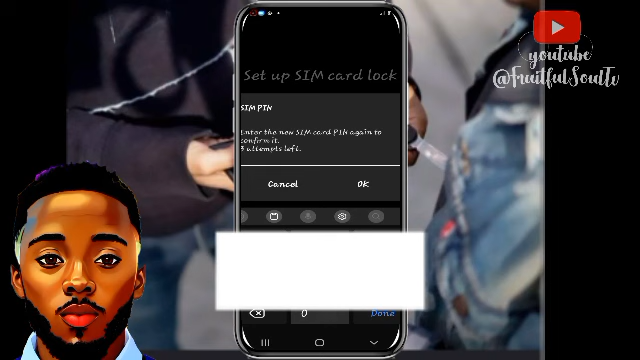 youtube
@FruitfulSoulTv
Set up SIM card lock
SIM PIN
Enter the new SIM card PIN again to
confirm it.
3 attempts left.
Cancel
OK
0
Done